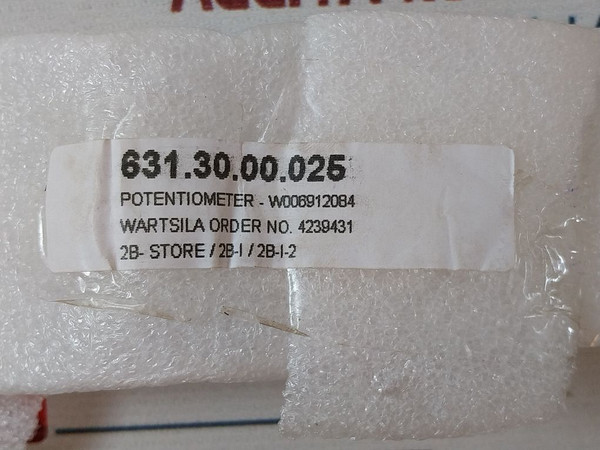 631.30.00.025
POTENTIOMETER - W006912084
WARTSILA ORDER NO. 4239431
2B- STORE / 2B-I / 2B-I-2